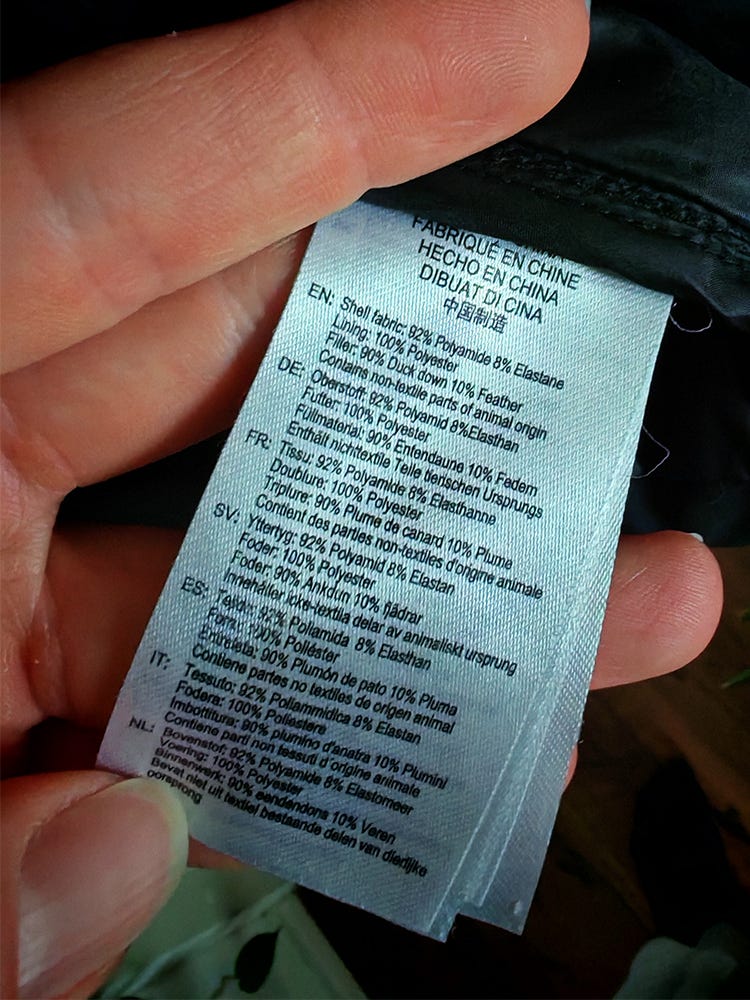 FABRIQUÉ EN CHINE
HECHO EN CHINA
DIBUAT DI CINA
中国制造
EN: Shell fabric: 92% Polyamide 8% Elastane
Lining: 100% Polyester
Filler: 90% Duck down 10% Feather
Contains non-textile parts of animal origin
DE: Oberstoff: 92% Polyamid 8%Elasthan
Futter: 100% Polyester
Füllmaterial: 90% Entendaune 10% Federn
Enthält nichttextile Teile tierischen Ursprungs
FR: Tissu: 92% Polyamide 8% Elasthanne
Doublure: 100% Polyester
Triplure: 90% Plume de canard 10% Plume
Contient des parties non-textiles d'origine animale
SV: Yttertyg: 92% Polyamid 8% Elastan
Foder: 100% Polyester
Foder: 90% Ankdun 10% fjädrar
Innehåller icke-textila delar av animaliskt ursprung
ES: Tejido: 92% Poliamida 8% Elasthan
Forro: 100% Poliéster
Entretela: 90% Plumón de pato 10% Pluma
Contiene partes no textiles de origen animal
IT: Tessuto: 92% Poliammidica 8% Elastan
Fodera: 100% Poliestere
Imbottitura: 90% piumino d'anatra 10% Piumini
Contiene parti non tessuti d'origine animale
NL: Bovenstof: 92% Polyamide 8% Elastomeer
Voering: 100% Polyester
Binnenwerk: 90% eendendons 10% Veren
Bevat niet uit textiel bestaande delen van dierlijke
oorsprong